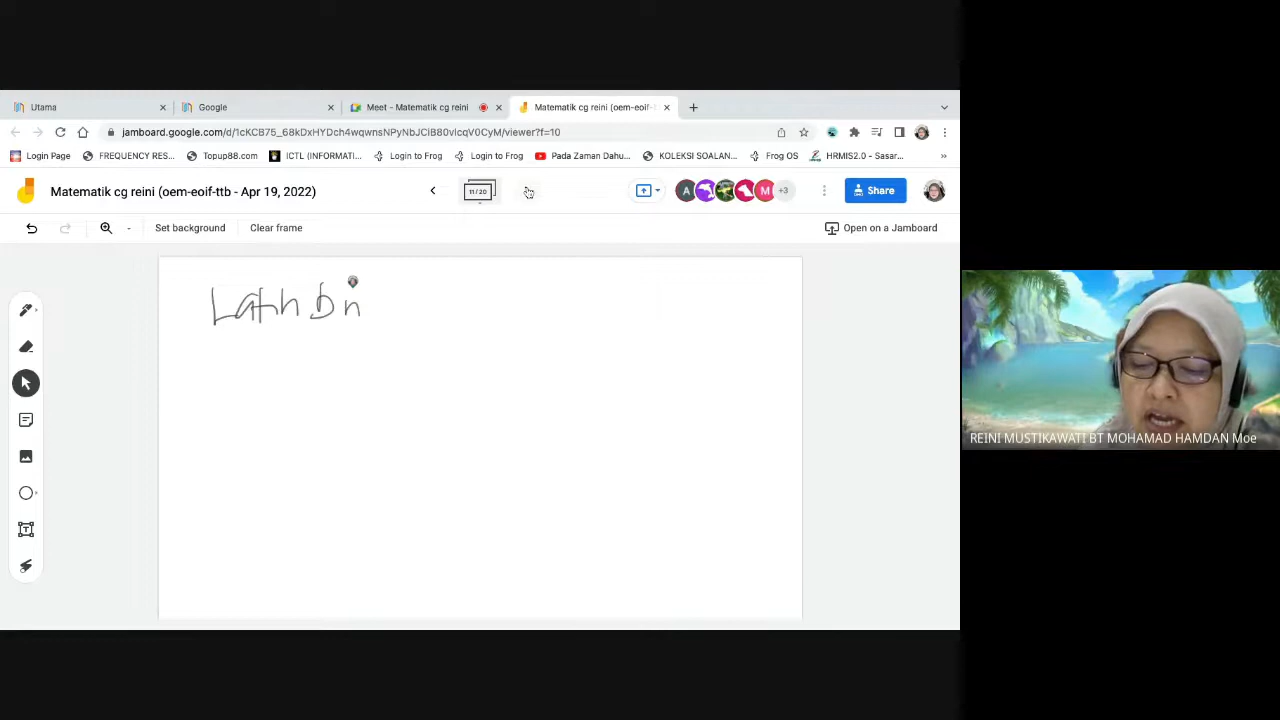 Utama
Google
Meet - Matematik cg reini
Matematik cg reini (oem-eoif-t
jamboard.google.com/d/1cKCB75_68kDxHYDch4wqwnsNPyNbJCIB80vIcqV0CyM/viewer?f=10
Login Page
FREQUENCY RES...
Topup88.com
ICTL (INFORMATI...
Login to Frog
Login to Frog
Pada Zaman Dahu...
KOLEKSI SOALAN...
Frog OS
HRMIS2.0 - Sasar...
Matematik cg reini (oem-eoif-ttb - Apr 19, 2022)
11 / 20
A
M
+3
Share
Set background
Clear frame
Open on a Jamboard
REINI MUSTIKAWATI BT MOHAMAD HAMDAN Moe